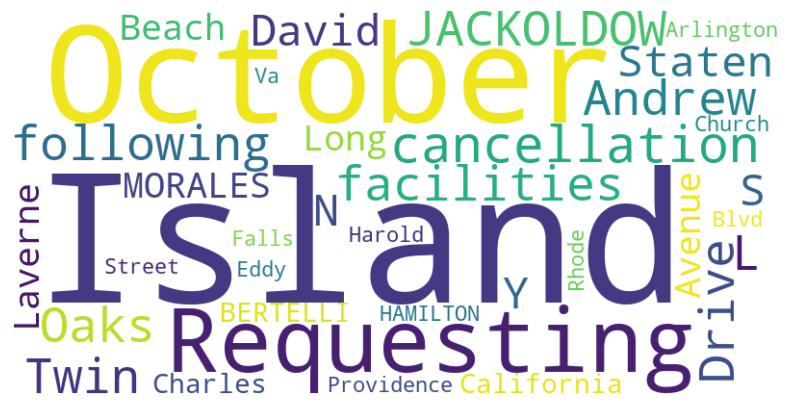 Beach David JACKOLDOW Arlington
October Va Staten
Andrew
following Long cancellation Church
MORALES facilities S
Island N
Laverne Avenue Blvd
Falls Harold Rhode L
Street Eddy Y Drive
Oaks BERTELLI HAMILTON
Requesting
Twin Charles Providence California